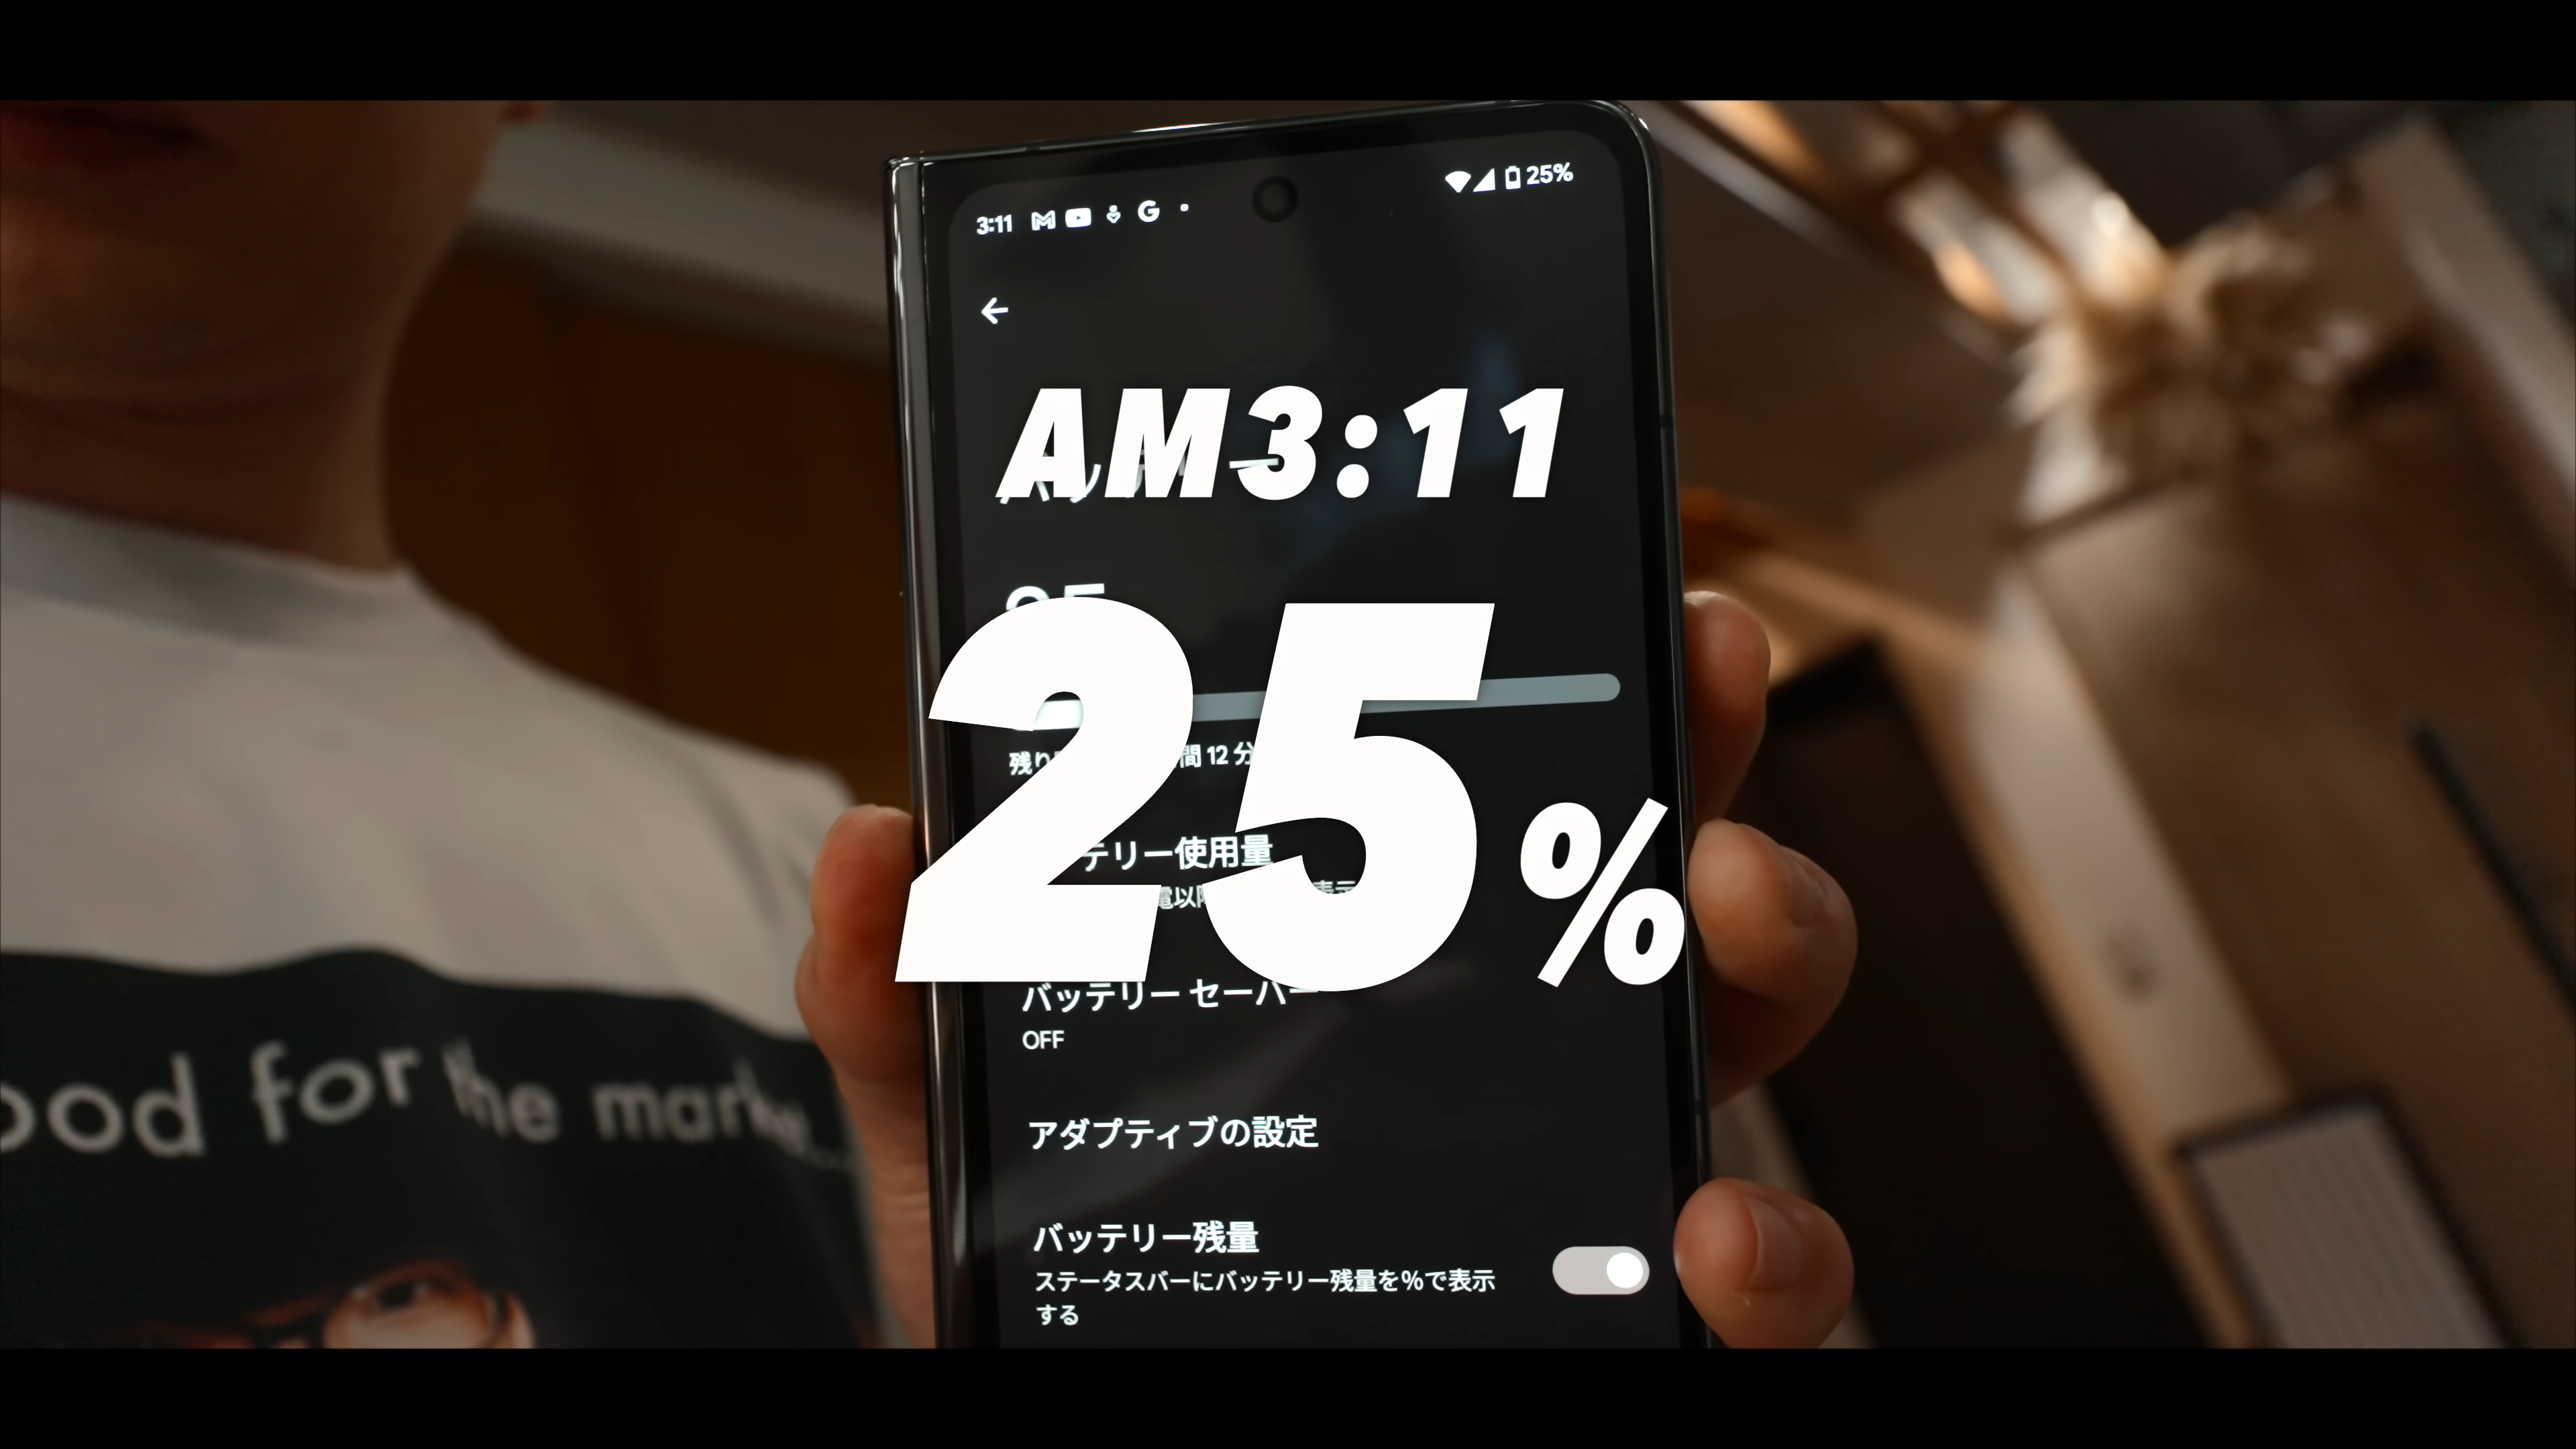 3:11
25%
AM3:11
25%
間 12 分
テリー使用量
バッテリー セーバー
OFF
アダプティブの設定
バッテリー残量
ステータスバーにバッテリー残量を%で表示
する
for the market...